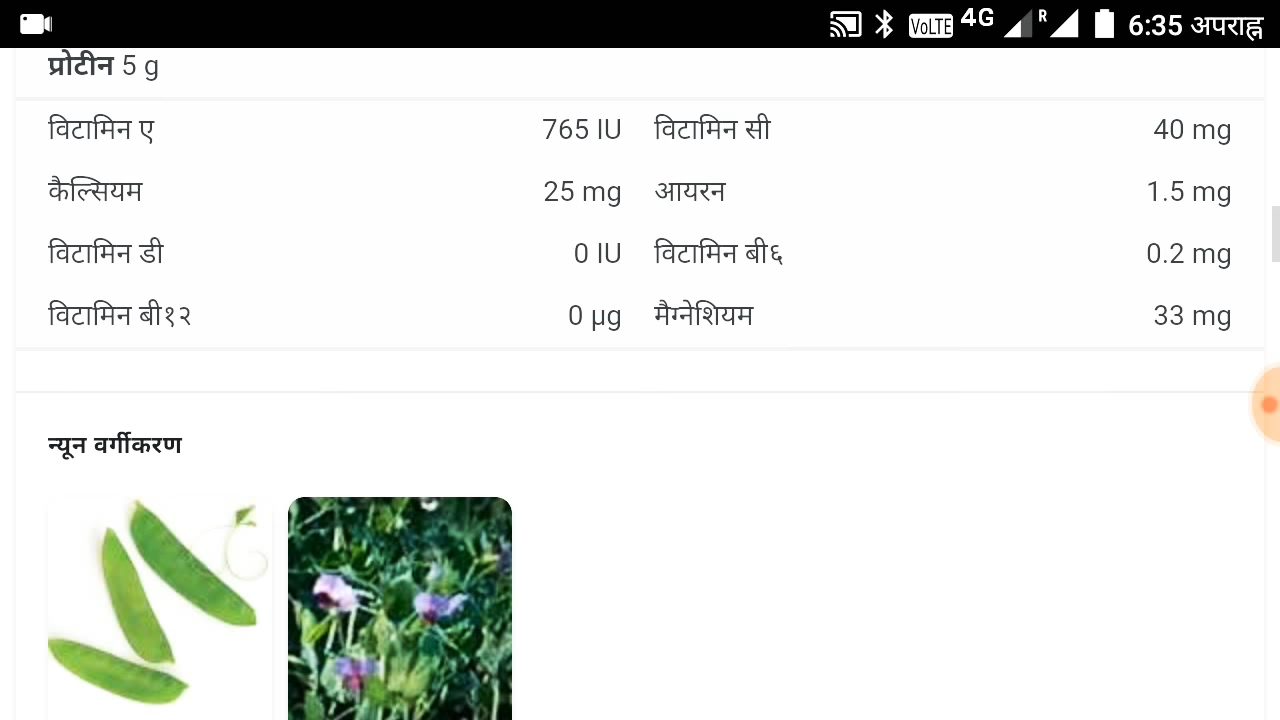 VoLTE 4G R 6:35 अपराह्न
प्रोटीन 5 g
विटामिन ए 765 IU विटामिन सी 40 mg
कैल्सियम 25 mg आयरन 1.5 mg
विटामिन डी 0 IU विटामिन बी६ 0.2 mg
विटामिन बी१२ 0 µg मैग्नेशियम 33 mg
न्यून वर्गीकरण